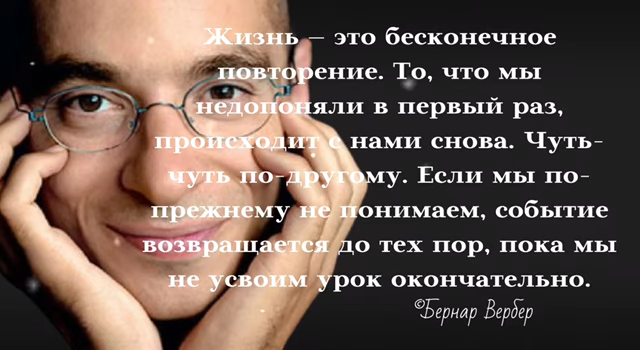 Жизнь – это бесконечное
повторение. То, что мы
недопоняли в первый раз,
происходит с нами снова. Чуть-
чуть по-другому. Если мы по-
прежнему не понимаем, событие
возвращается до тех пор, пока мы
не усвоим урок окончательно.
©Бернар Вербер